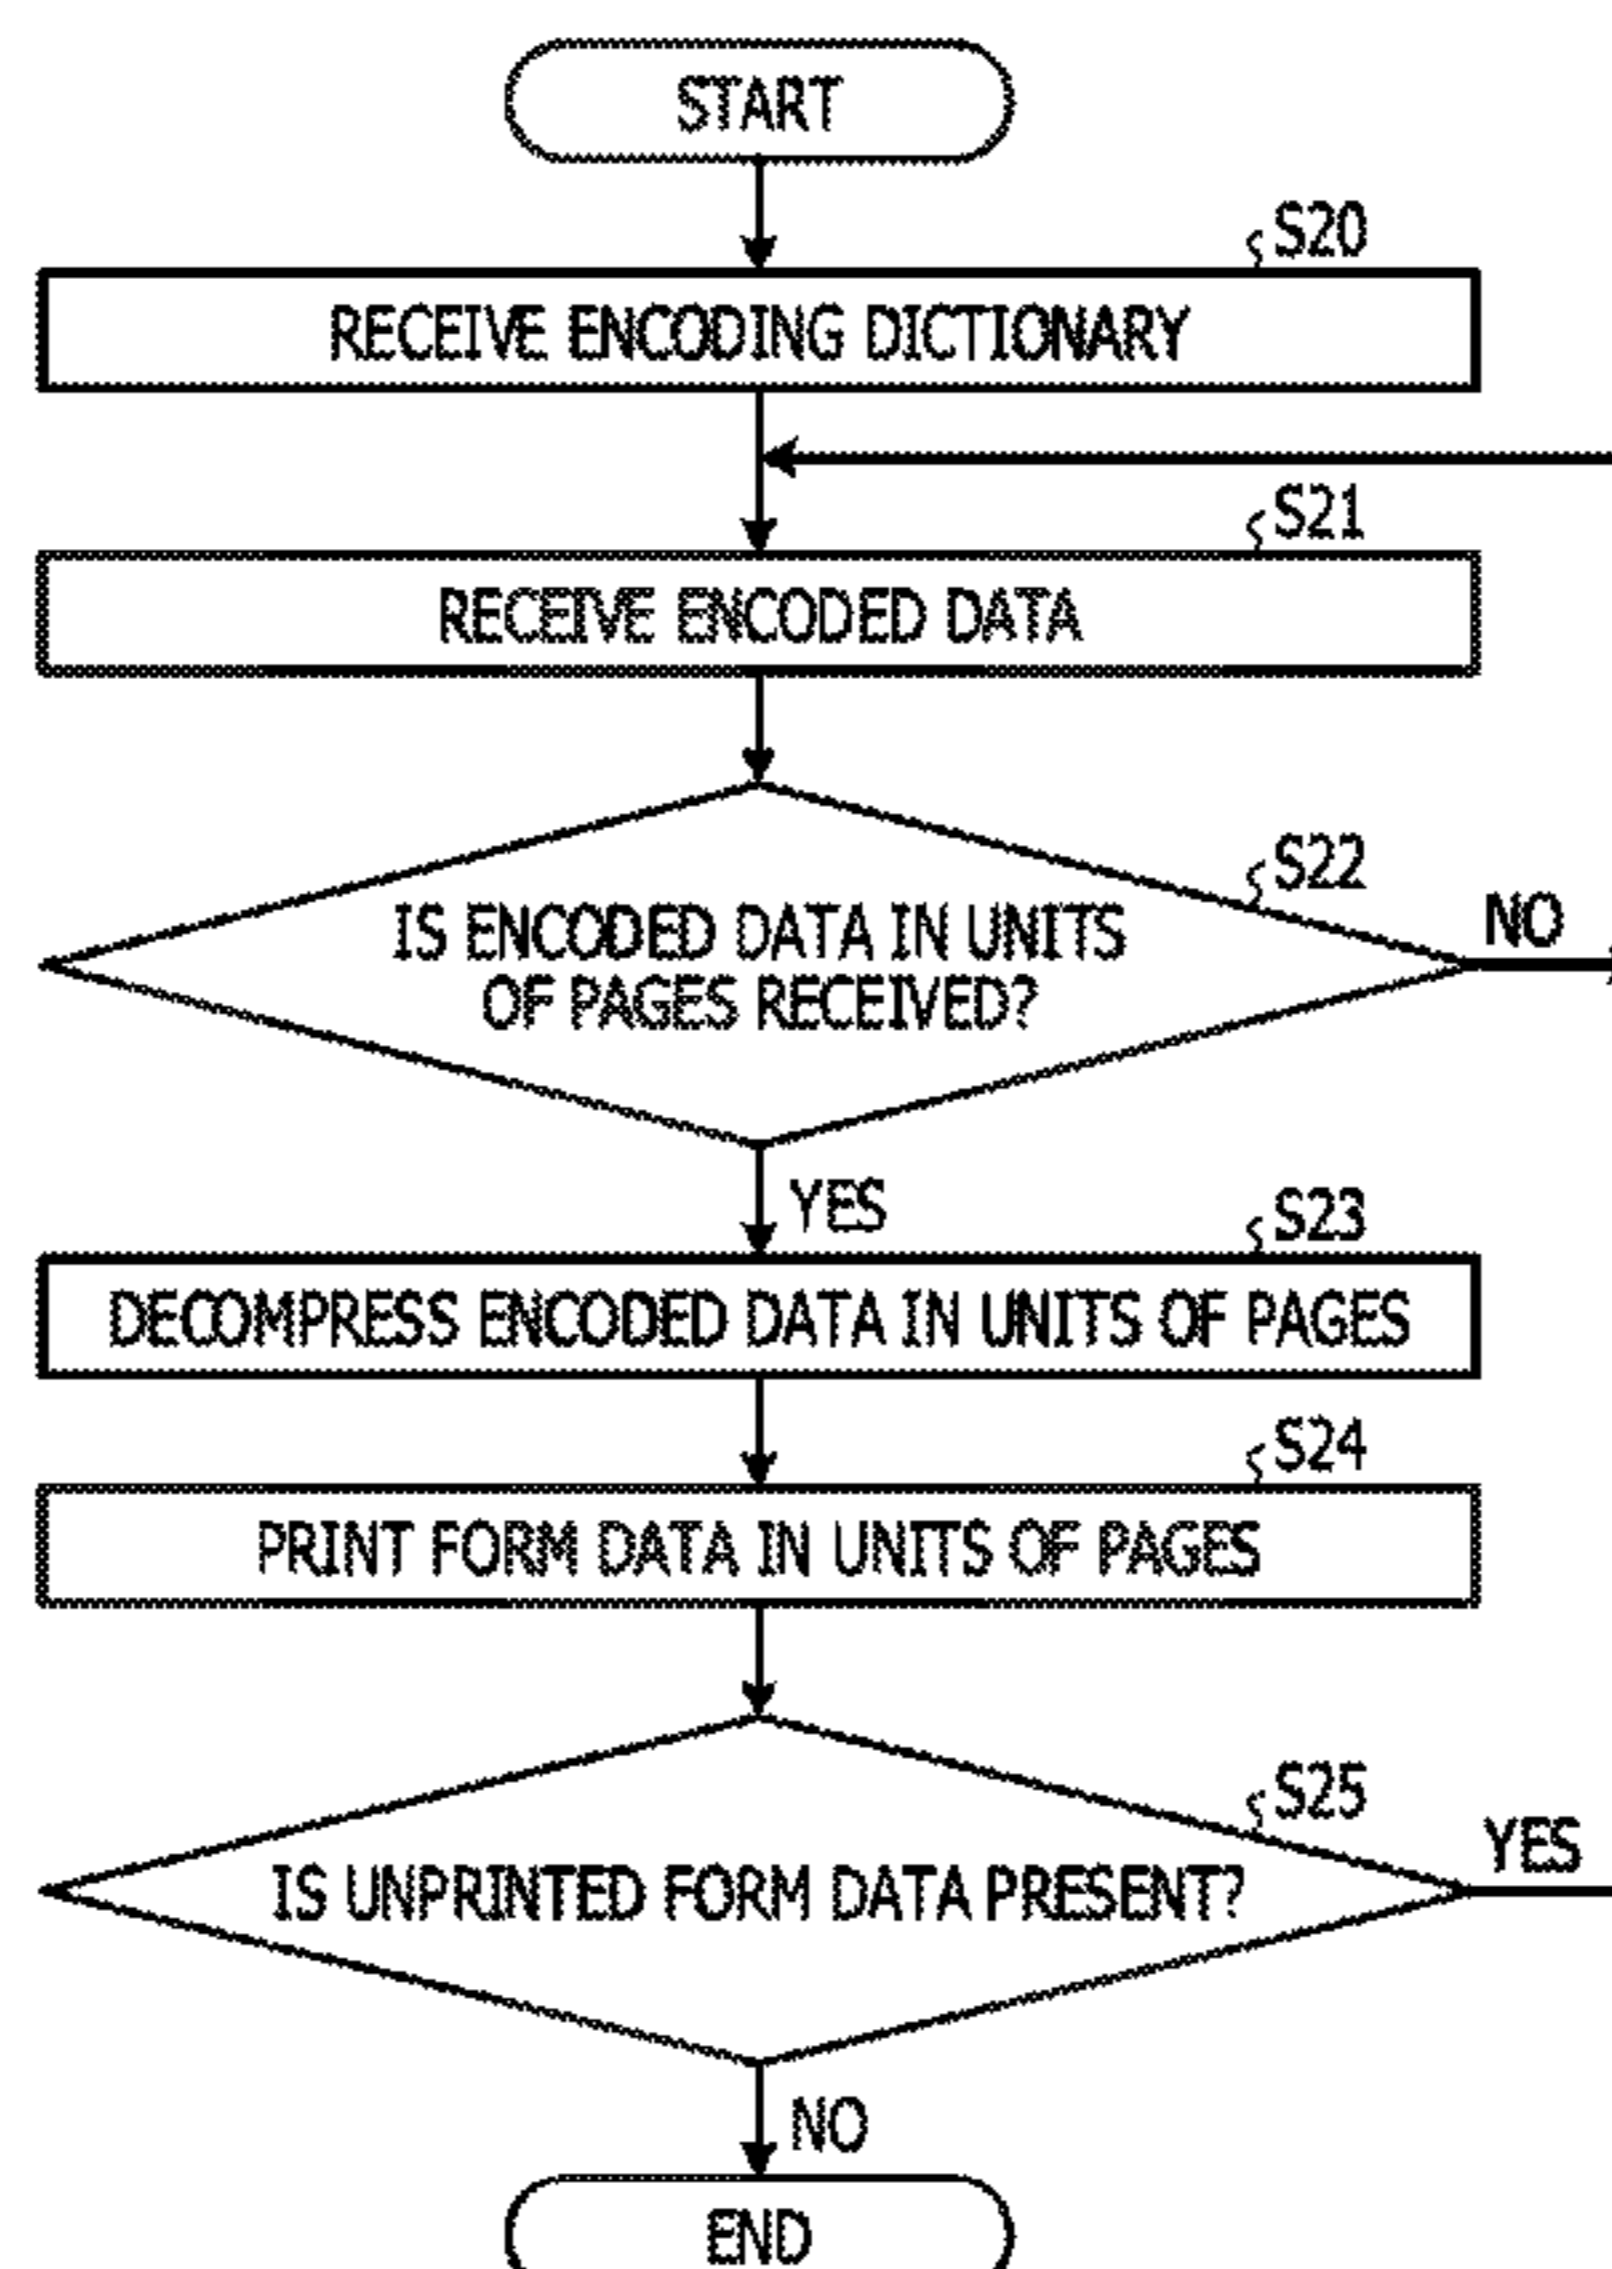 START
S20
RECEIVE ENCODING DICTIONARY
S21
RECEIVE ENCODED DATA
S22
NO
IS ENCODED DATA IN UNITS
OF PAGES RECEIVED?
YES
S23
DECOMPRESS ENCODED DATA IN UNITS OF PAGES
S24
PRINT FORM DATA IN UNITS OF PAGES
S25
YES
IS UNPRINTED FORM DATA PRESENT?
NO
END